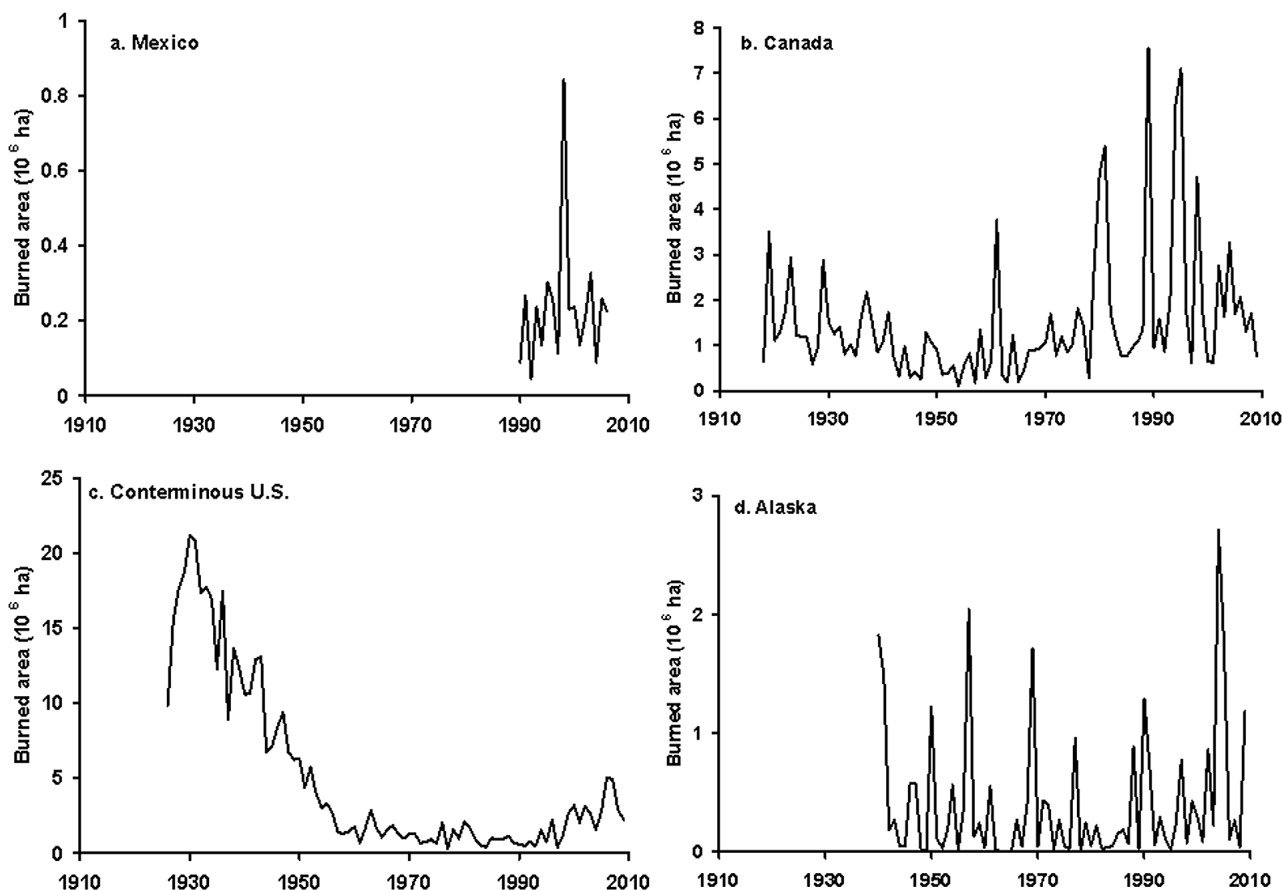 a. Mexico
Burned area (10 6 ha)
1
0.8
0.6
0.4
0.2
0
1910 1930 1950 1970 1990 2010
b. Canada
Burned area (10 6 ha)
8
7
6
5
4
3
2
1
0
1910 1930 1950 1970 1990 2010
c. Conterminous U.S.
Burned area (10 6 ha)
25
20
15
10
5
0
1910 1930 1950 1970 1990 2010
d. Alaska
Burned area (10 6 ha)
3
2
1
0
1910 1930 1950 1970 1990 2010